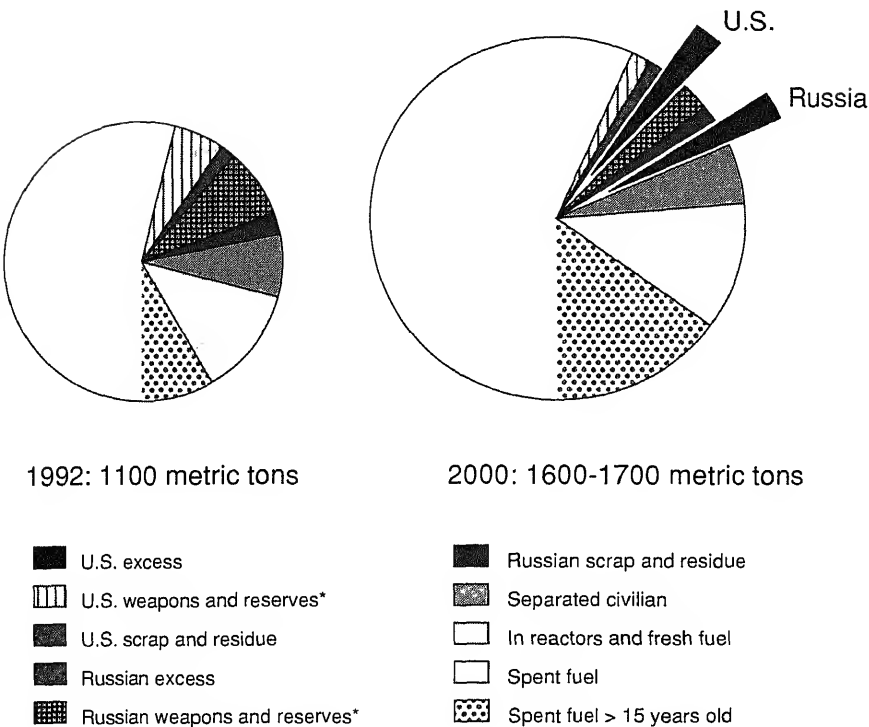 U.S.
Russia
1992: 1100 metric tons
2000: 1600-1700 metric tons
U.S. excess
U.S. weapons and reserves*
U.S. scrap and residue
Russian excess
Russian weapons and reserves*
Russian scrap and residue
Separated civilian
In reactors and fresh fuel
Spent fuel
Spent fuel > 15 years old